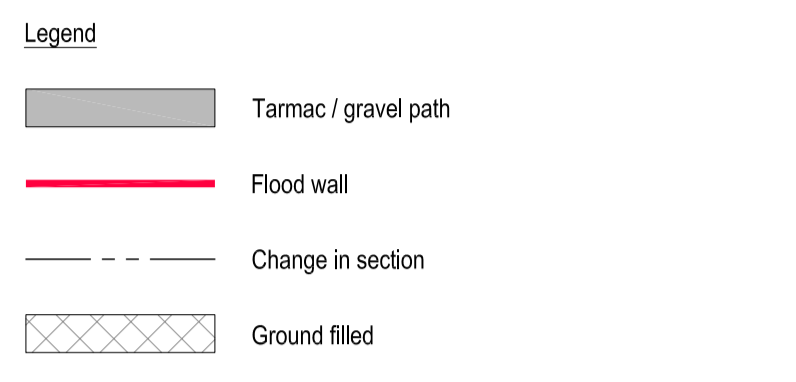 Legend
Tarmac / gravel path
Flood wall
Change in section
Ground filled